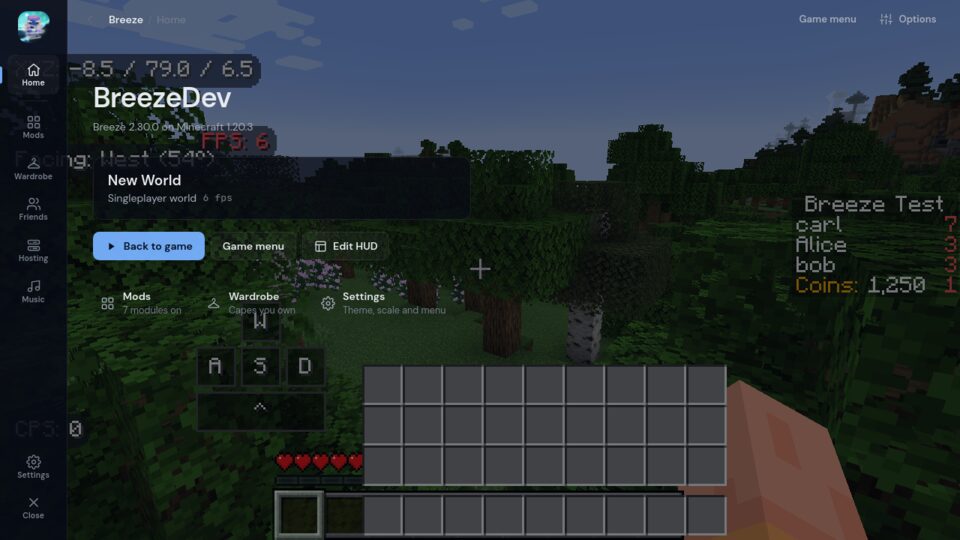 Breeze / Home
Game menu
Options
-8.5 / 79.0 / 6.5
Home
BreezeDev
Breeze 2.30.0 on Minecraft 1.20.3
FPS: 6
Mods
Facing: West (54°)
Wardrobe
New World
Singleplayer world 6 fps
Friends
Breeze Test
carl 7
Alice 3
bob 3
Coins: 1,250 1
Hosting
Back to game
Game menu
Edit HUD
Music
Mods
7 modules on
Wardrobe
Capes you own
Settings
Theme, scale and menu
W
A S D
CPS: 0
Settings
Close